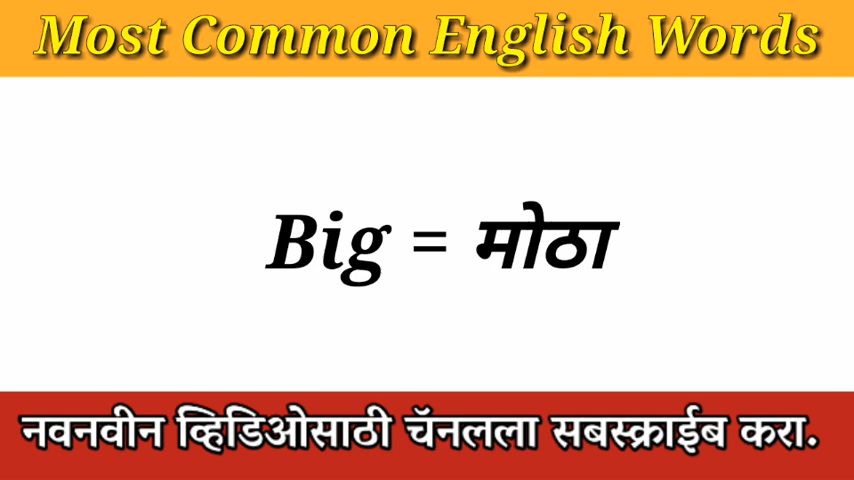 Most Common English Words
Big = मोठा
नवनवीन व्हिडिओसाठी चॅनलला सबस्क्राईब करा.